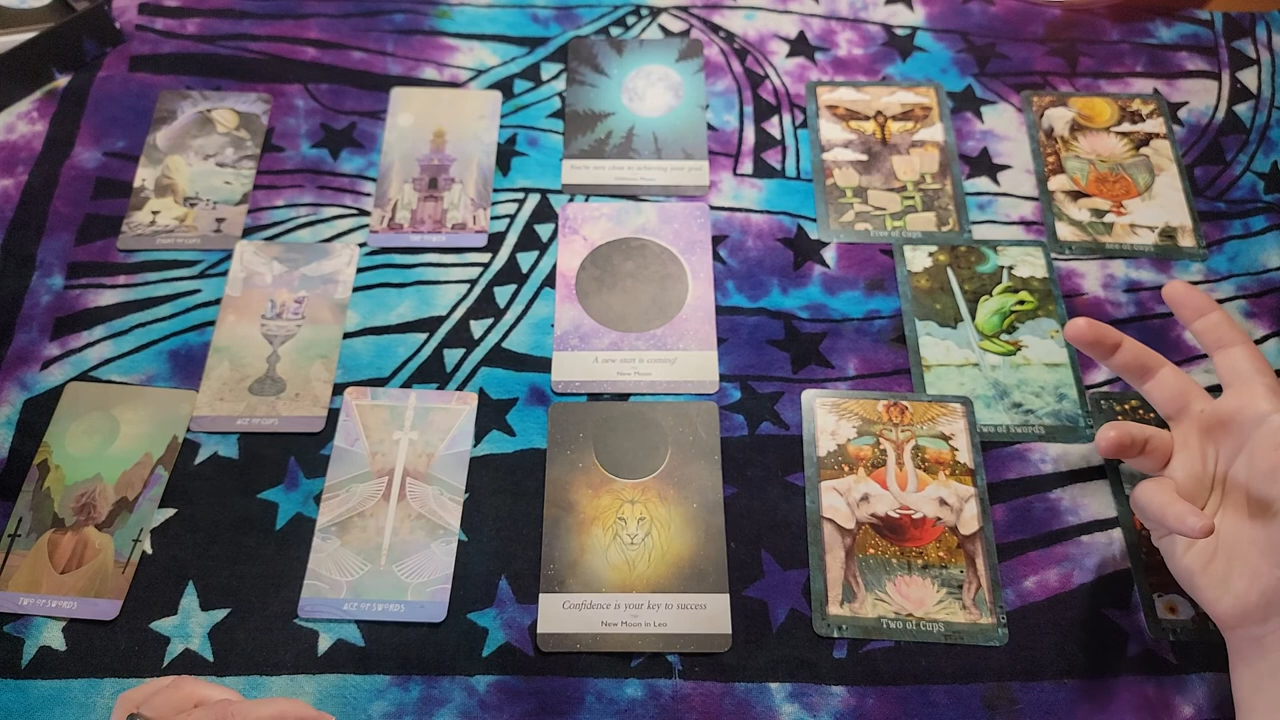 You're very close to achieving your goal
Gibbous Moon
EIGHT OF CUPS
THE TOWER
Five of Cups
Ace of Cups
A new start is coming!
New Moon
ACE OF CUPS
Two of Swords
TWO OF SWORDS
ACE OF SWORDS
Confidence is your key to success
New Moon in Leo
Two of Cups